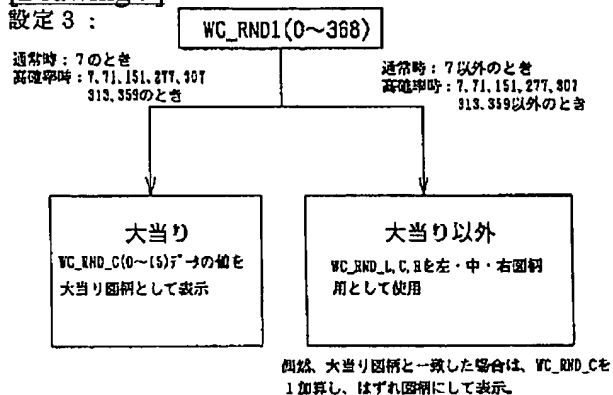 設定3:
WC_RND1(0〜368)
通常時:7のとき
高確率時:7.71.151.277.307
313.359のとき
通常時:7以外のとき
高確率時:7.71.151.277.307
313.359以外のとき
大当り
WC_RND_C(0〜15)データの値を
大当り図柄として表示
大当り以外
WC_RND_L,C,Rを左・中・右図柄
用として使用
偶然、大当り図柄と一致した場合は、WC_RND_Cを
1加算し、はずれ図柄にして表示。